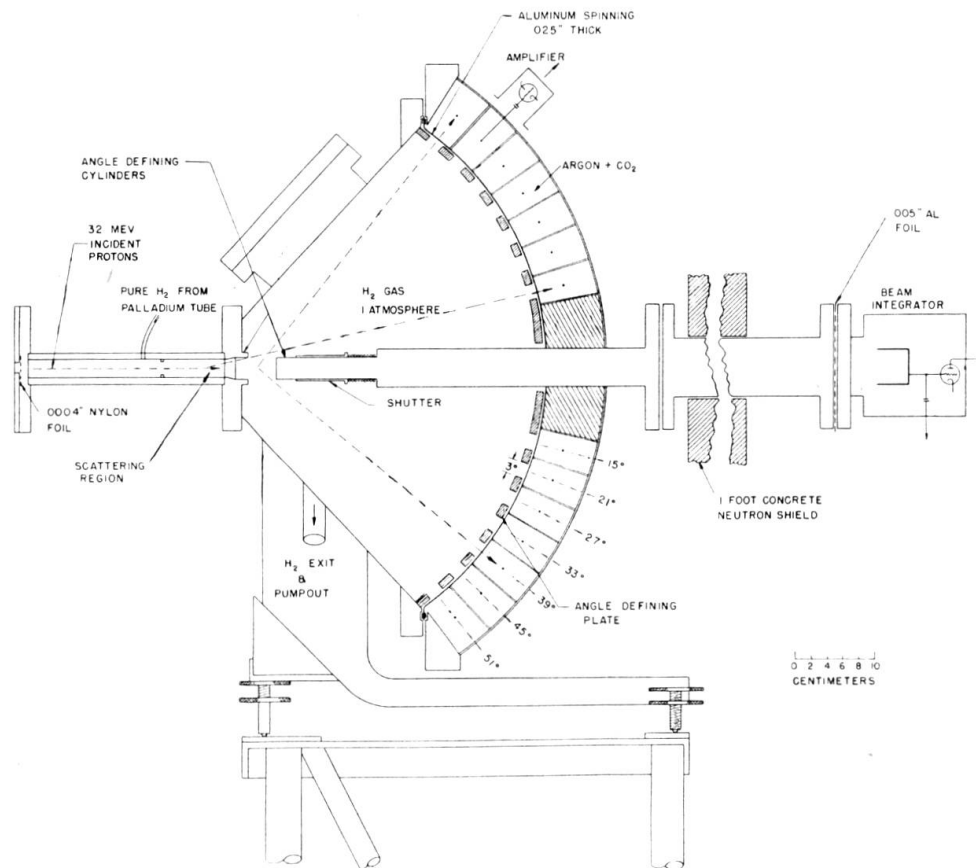 ALUMINUM SPINNING
025" THICK
AMPLIFIER
ANGLE DEFINING
CYLINDERS
ARGON + CO₂
32 MEV
INCIDENT
PROTONS
005" AL
FOIL
PURE H₂ FROM
PALLADIUM TUBE
H₂ GAS
1 ATMOSPHERE
BEAM
INTEGRATOR
SHUTTER
.0004" NYLON
FOIL
SCATTERING
REGION
3°
15°
21°
27°
33°
39°
45°
51°
1 FOOT CONCRETE
NEUTRON SHIELD
H₂ EXIT
&
PUMPOUT
ANGLE DEFINING
PLATE
0 2 4 6 8 10
CENTIMETERS